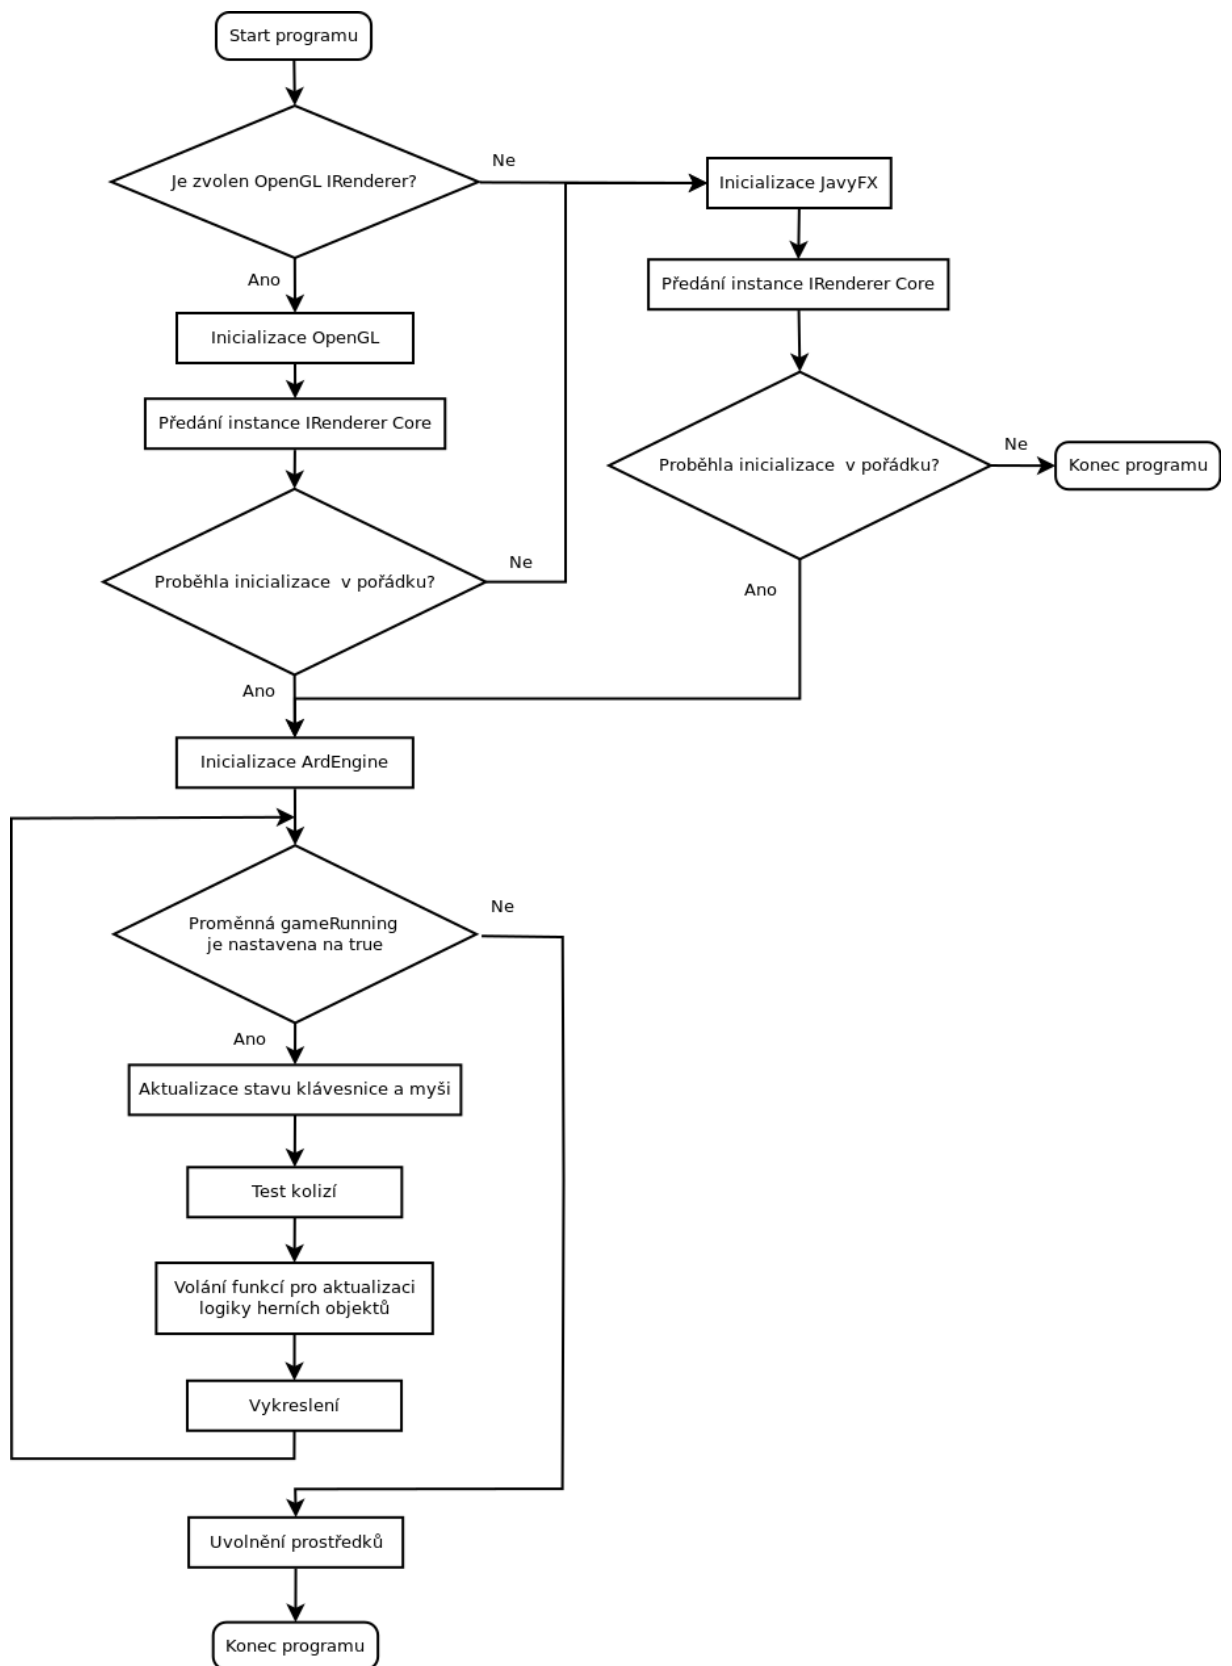 Start programu
Je zvolen OpenGL IRenderer?
Ne
Inicializace JavyFX
Předání instance IRenderer Core
Proběhla inicializace v pořádku?
Ne
Konec programu
Ano
Ano
Inicializace OpenGL
Předání instance IRenderer Core
Proběhla inicializace v pořádku?
Ne
Ano
Inicializace ArdEngine
Proměnná gameRunning
je nastavena na true
Ne
Ano
Aktualizace stavu klávesnice a myši
Test kolizí
Volání funkcí pro aktualizaci
logiky herních objektů
Vykreslení
Uvolnění prostředků
Konec programu